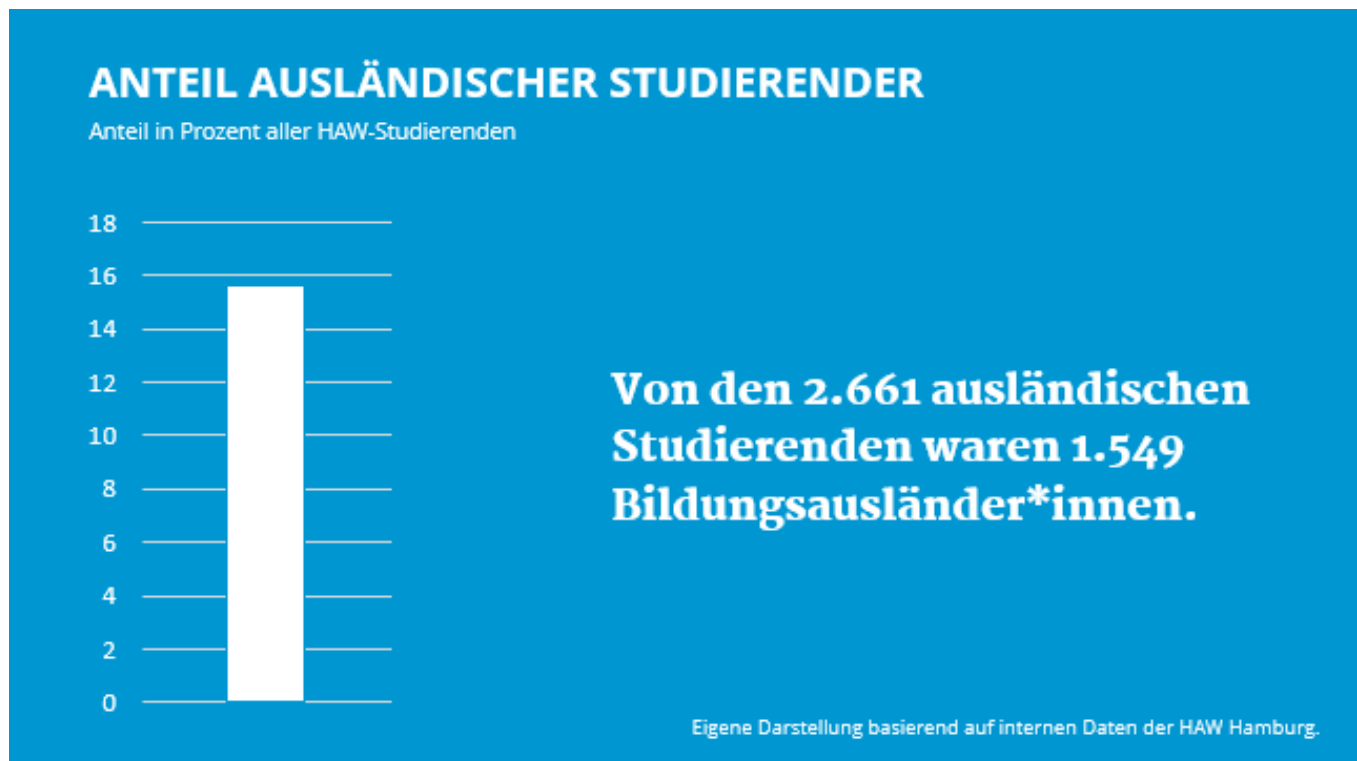 ANTEIL AUSLÄNDISCHER STUDIERENDER
Anteil in Prozent aller HAW-Studierenden
18
16
14
12
10
8
6
4
2
0
Von den 2.661 ausländischen
Studierenden waren 1.549
Bildungsausländer*innen.
Eigene Darstellung basierend auf internen Daten der HAW Hamburg.